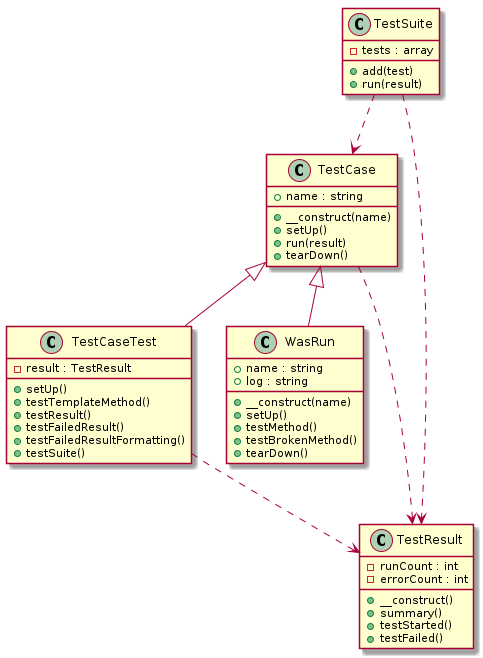 C TestSuite
tests : array
add(test)
run(result)
C TestCase
name : string
__construct(name)
setUp()
run(result)
tearDown()
C TestCaseTest
result : TestResult
setUp()
testTemplateMethod()
testResult()
testFailedResult()
testFailedResultFormatting()
testSuite()
C WasRun
name : string
log : string
__construct(name)
setUp()
testMethod()
testBrokenMethod()
tearDown()
C TestResult
runCount : int
errorCount : int
__construct()
summary()
testStarted()
testFailed()